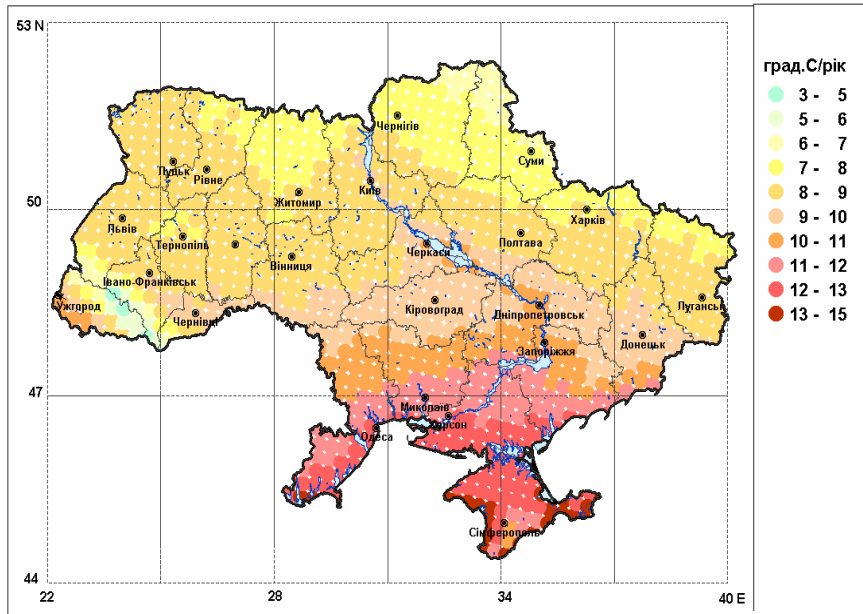 53 N
град.С/рік
3 - 5
5 - 6
6 - 7
7 - 8
8 - 9
9 - 10
10 - 11
11 - 12
12 - 13
13 - 15
Чернігів
Суми
Луцьк
Рівне
Житомир
Київ
50
Харків
Львів
Тернопіль
Полтава
Черкаси
Вінниця
Івано-Франківськ
Ужгород
Чернівці
Кіровоград
Дніпропетровськ
Луганськ
Запоріжжя
Донецьк
47
Миколаїв
Херсон
Одеса
Сімферополь
44
22
28
34
40 E